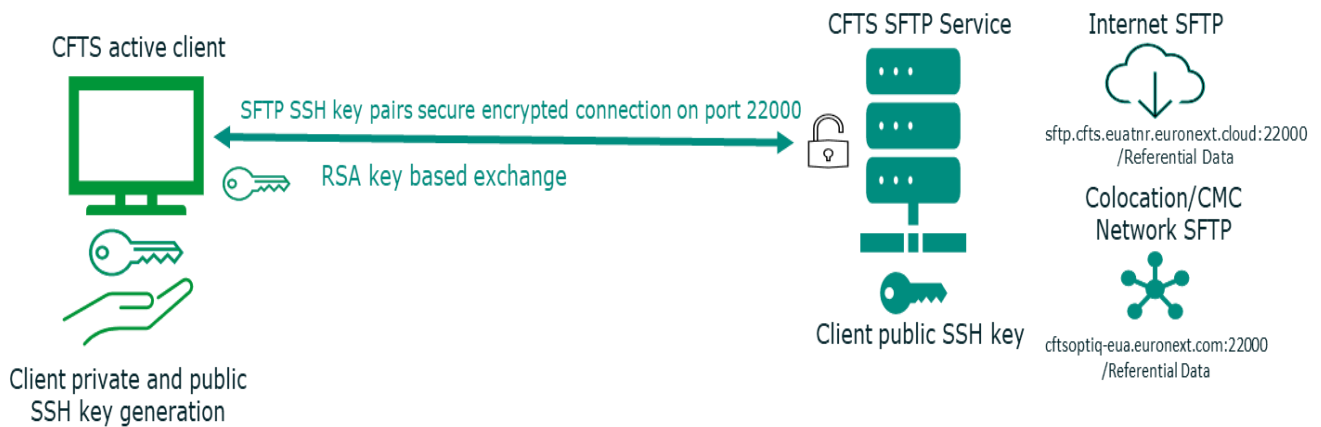 CFTS active client
SFTP SSH key pairs secure encrypted connection on port 22000
RSA key based exchange
Client private and public
SSH key generation
CFTS SFTP Service
Client public SSH key
Internet SFTP
sftp.cfts.euatnr.euronext.cloud:22000
/Referential Data
Colocation/CMC
Network SFTP
cftsoptiq-eua.euronext.com:22000
/Referential Data